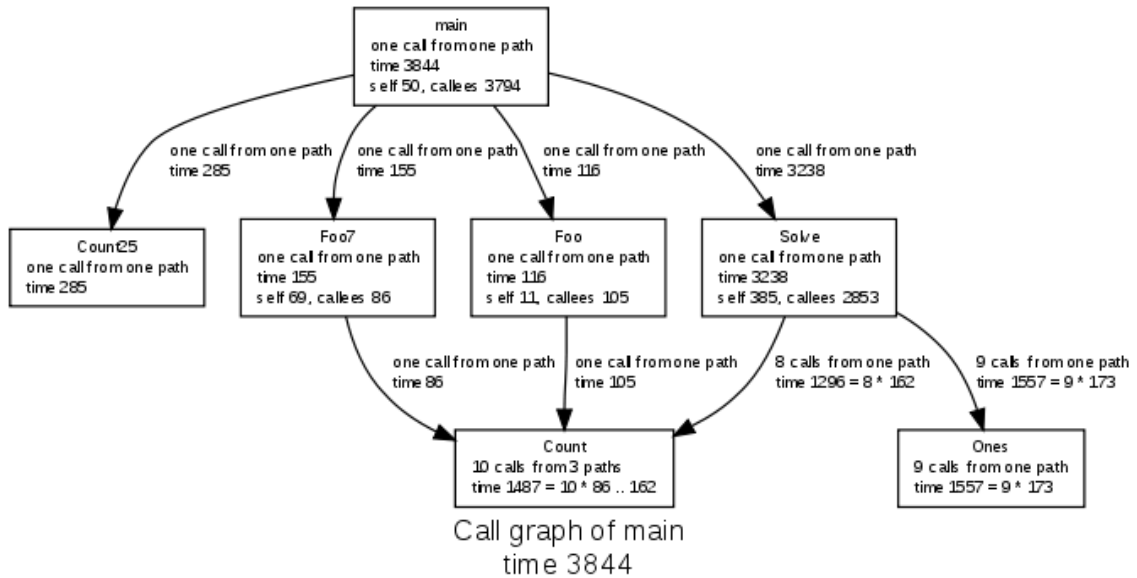 main
one call from one path
time 3844
self 50, callees 3794
one call from one path
time 285
one call from one path
time 155
one call from one path
time 116
one call from one path
time 3238
Count25
one call from one path
time 285
Foo7
one call from one path
time 155
self 69, callees 86
Foo
one call from one path
time 116
self 11, callees 105
Solve
one call from one path
time 3238
self 385, callees 2853
one call from one path
time 86
one call from one path
time 105
8 calls from one path
time 1296 = 8 * 162
9 calls from one path
time 1557 = 9 * 173
Count
10 calls from 3 paths
time 1487 = 10 * 86 .. 162
Ones
9 calls from one path
time 1557 = 9 * 173
Call graph of main
time 3844